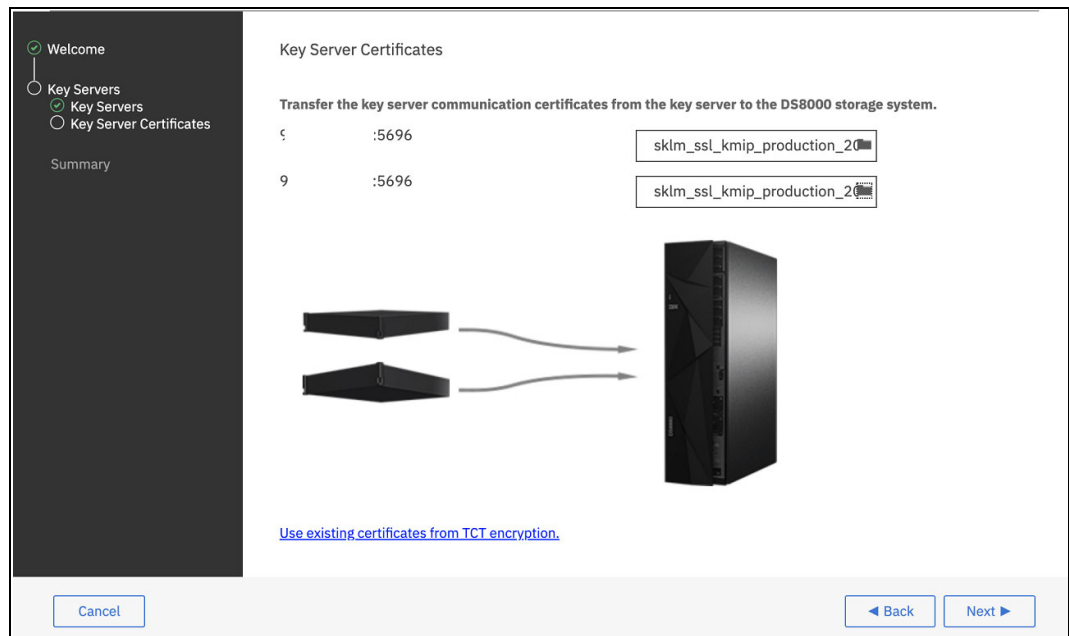 Welcome
Key Servers
Key Servers
Key Server Certificates
Summary
Key Server Certificates
Transfer the key server communication certificates from the key server to the DS8000 storage system.
:5696
sklm_ssl_kmip_production_20
9 :5696
sklm_ssl_kmip_production_20
IBM
Use existing certificates from TCT encryption.
Cancel
Back
Next